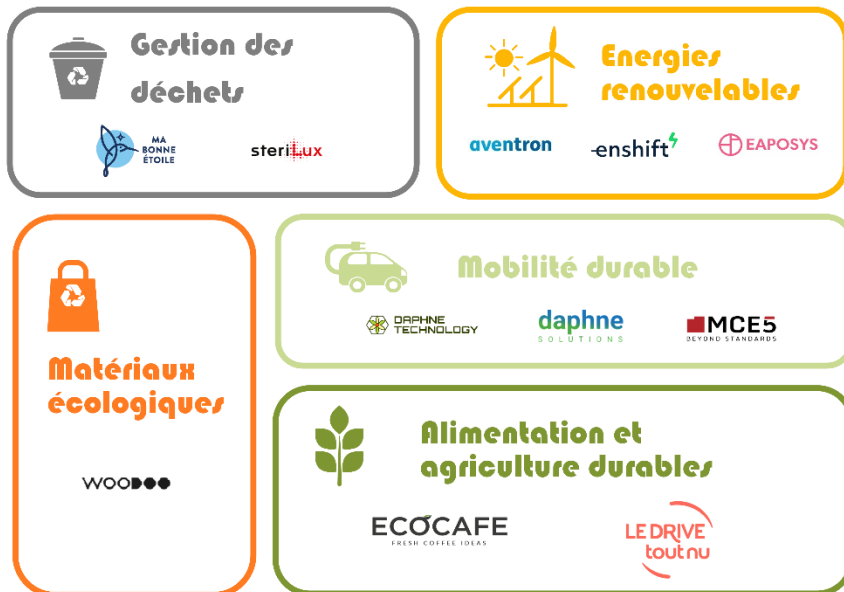 Gestion des
déchets
MA
BONNE
ÉTOILE
steriLux
Energies
renouvelables
aventron
enshift
EAPOSYS
Matériaux
écologiques
WOODOO
Mobilité durable
DAPHNE
TECHNOLOGY
daphne
SOLUTIONS
MCE5
BEYOND STANDARDS
Alimentation et
agriculture durables
ECOCAFE
FRESH COFFEE IDEAS
LE DRIVE
tout nu